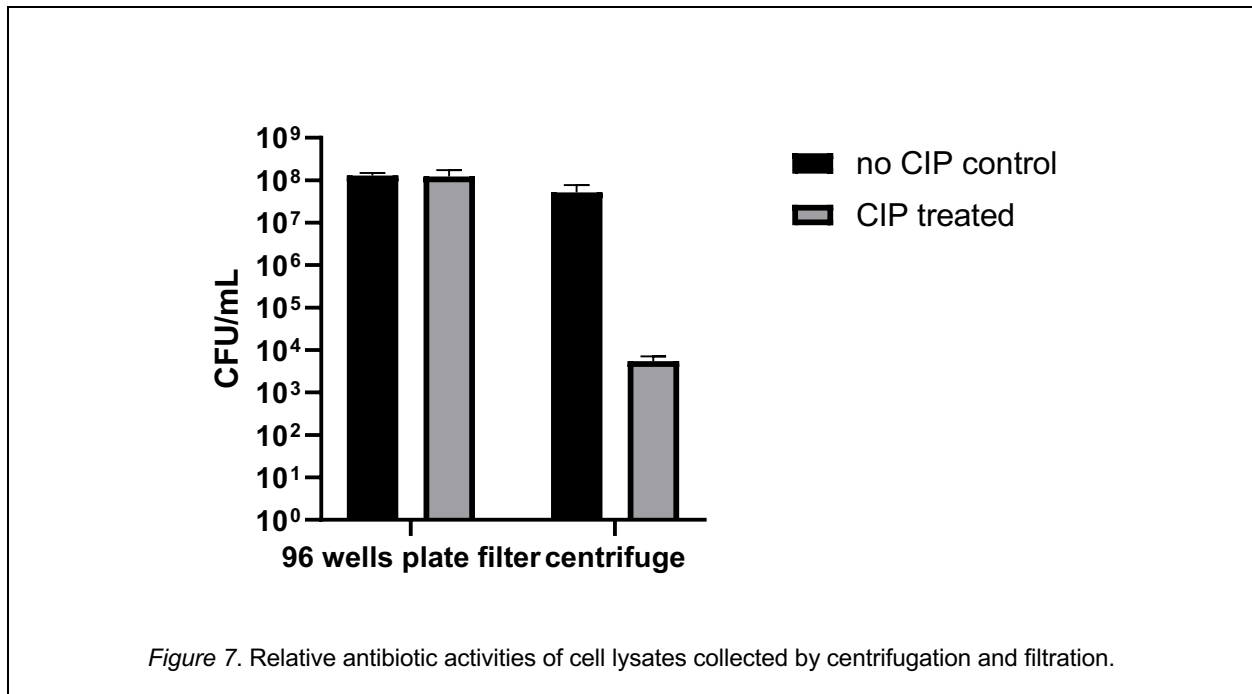 10⁹
10⁸
10⁷
10⁶
10⁵
10⁴
10³
10²
10¹
10⁰
CFU/mL
96 wells plate filter centrifuge
no CIP control
CIP treated
Figure 7. Relative antibiotic activities of cell lysates collected by centrifugation and filtration.